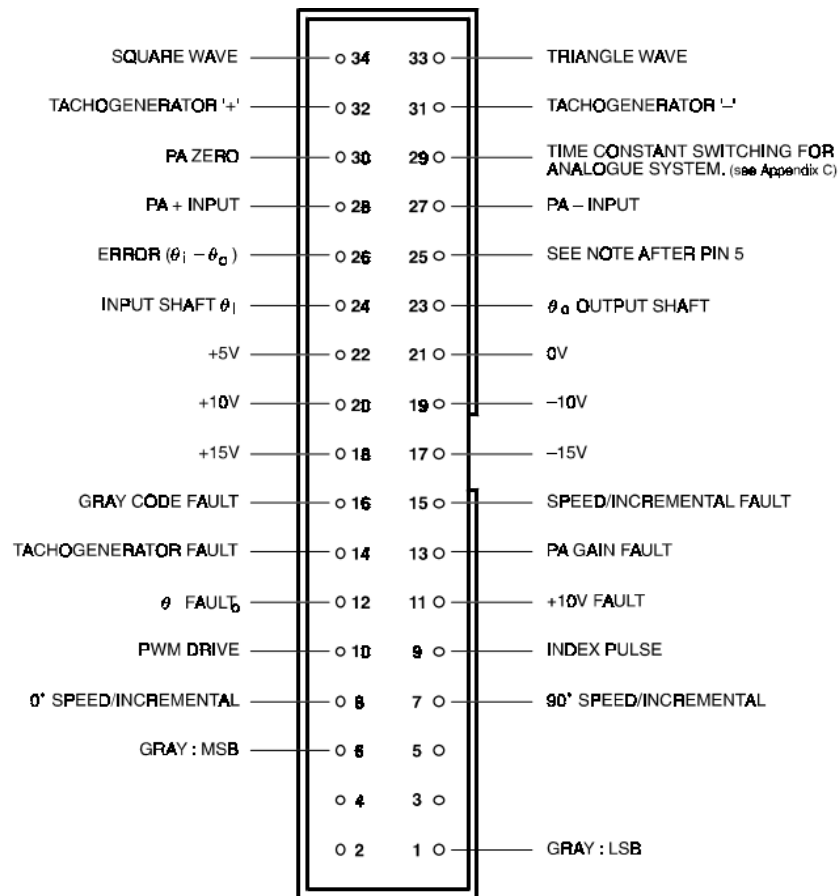 SQUARE WAVE 34 33 TRIANGLE WAVE
TACHOGENERATOR '+' 32 31 TACHOGENERATOR '–'
PA ZERO 30 29 TIME CONSTANT SWITCHING FOR
ANALOGUE SYSTEM. (see Appendix C)
PA + INPUT 28 27 PA – INPUT
ERROR (θi – θo) 26 25 SEE NOTE AFTER PIN 5
INPUT SHAFT θi 24 23 θo OUTPUT SHAFT
+5V 22 21 0V
+10V 20 19 –10V
+15V 18 17 –15V
GRAY CODE FAULT 16 15 SPEED/INCREMENTAL FAULT
TACHOGENERATOR FAULT 14 13 PA GAIN FAULT
θ FAULTo 12 11 +10V FAULT
PWM DRIVE 10 9 INDEX PULSE
0° SPEED/INCREMENTAL 8 7 90° SPEED/INCREMENTAL
GRAY : MSB 6 5
4 3
2 1 GRAY : LSB